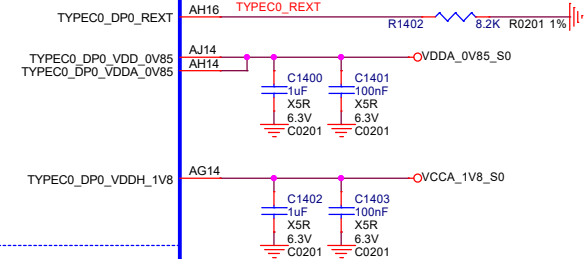 TYPEC0_DP0_REXT AH16 TYPEC0_REXT R1402 8.2K R0201 1%
TYPEC0_DP0_VDD_0V85 AJ14 VDDA_0V85_S0
TYPEC0_DP0_VDDA_0V85 AH14
C1400 C1401
1uF 100nF
X5R X5R
6.3V 6.3V
C0201 C0201
TYPEC0_DP0_VDDH_1V8 AG14 VCCA_1V8_S0
C1402 C1403
1uF 100nF
X5R X5R
6.3V 6.3V
C0201 C0201